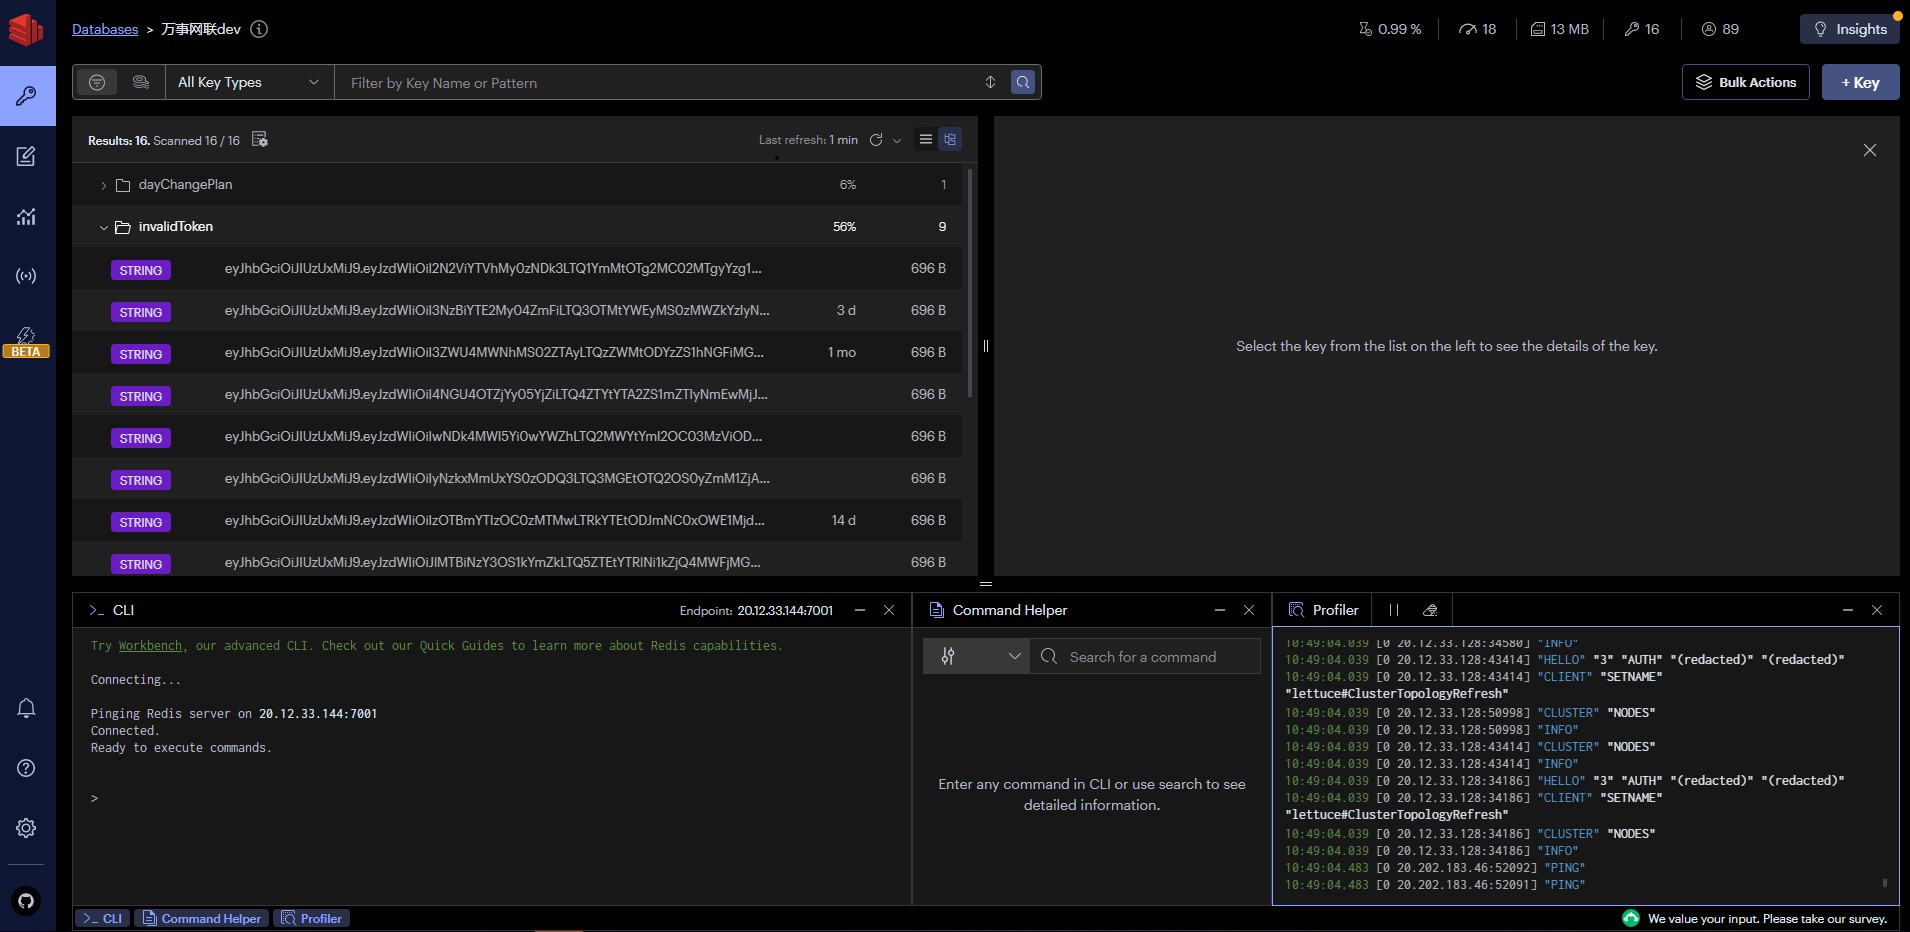 Databases > 万事网联dev
0.99 %
18
13 MB
16
89
Insights
All Key Types
Filter by Key Name or Pattern
Bulk Actions
+ Key
Results: 16. Scanned 16 / 16
Last refresh: 1 min
dayChangePlan 6% 1
invalidToken 56% 9
STRING eyJhbGciOiJIUzUxMiJ9.eyJzdWIiOiI2N2ViYTVhMy0zNDk3LTQ1YmMtOTg2MC02MTgyYzg1... 696 B
STRING eyJhbGciOiJIUzUxMiJ9.eyJzdWIiOiI3NzBiYTE2My04ZmFiLTQ3OTMtYWEyMS0zMWZkYzIyN... 3 d 696 B
STRING eyJhbGciOiJIUzUxMiJ9.eyJzdWIiOiI3ZWU4MWNhMS02ZTAyLTQzZWMtODYzZS1hNGFiMG... 1 mo 696 B
STRING eyJhbGciOiJIUzUxMiJ9.eyJzdWIiOiI4NGU4OTZjYy05YjZiLTQ4ZTYtYTA2ZS1mZTIyNmEwMjJ... 696 B
STRING eyJhbGciOiJIUzUxMiJ9.eyJzdWIiOiIwNDk4MWI5Yi0wYWZhLTQ2MWYtYmI2OC03MzViOD... 696 B
STRING eyJhbGciOiJIUzUxMiJ9.eyJzdWIiOiIyNzkxMmUxYS0zODQ3LTQ3MGEtOTQ2OS0yZmM1ZjA... 696 B
STRING eyJhbGciOiJIUzUxMiJ9.eyJzdWIiOiIzOTBmYTIzOC0zMTMwLTRkYTEtODJmNC0xOWE1Mjd... 14 d 696 B
STRING eyJhbGciOiJIUzUxMiJ9.eyJzdWIiOiJlMTBiNzY3OS1kYmZkLTQ5ZTEtYTRlNi1kZjQ4MWFjMG... 696 B
Select the key from the list on the left to see the details of the key.
BETA
>_ CLI
Endpoint: 20.12.33.144:7001
Try Workbench, our advanced CLI. Check out our Quick Guides to learn more about Redis capabilities.
Connecting...
Pinging Redis server on 20.12.33.144:7001
Connected.
Ready to execute commands.
>
Command Helper
Search for a command
Enter any command in CLI or use search to see
detailed information.
Profiler
10:49:04.039 [0 20.12.33.128:34580] "INFO"
10:49:04.039 [0 20.12.33.128:43414] "HELLO" "3" "AUTH" "(redacted)" "(redacted)"
10:49:04.039 [0 20.12.33.128:43414] "CLIENT" "SETNAME"
"lettuce#ClusterTopologyRefresh"
10:49:04.039 [0 20.12.33.128:50998] "CLUSTER" "NODES"
10:49:04.039 [0 20.12.33.128:50998] "INFO"
10:49:04.039 [0 20.12.33.128:43414] "CLUSTER" "NODES"
10:49:04.039 [0 20.12.33.128:43414] "INFO"
10:49:04.039 [0 20.12.33.128:34186] "HELLO" "3" "AUTH" "(redacted)" "(redacted)"
10:49:04.039 [0 20.12.33.128:34186] "CLIENT" "SETNAME"
"lettuce#ClusterTopologyRefresh"
10:49:04.039 [0 20.12.33.128:34186] "CLUSTER" "NODES"
10:49:04.039 [0 20.12.33.128:34186] "INFO"
10:49:04.483 [0 20.202.183.46:52092] "PING"
10:49:04.483 [0 20.202.183.46:52091] "PING"
>_ CLI
Command Helper
Profiler
We value your input. Please take our survey.